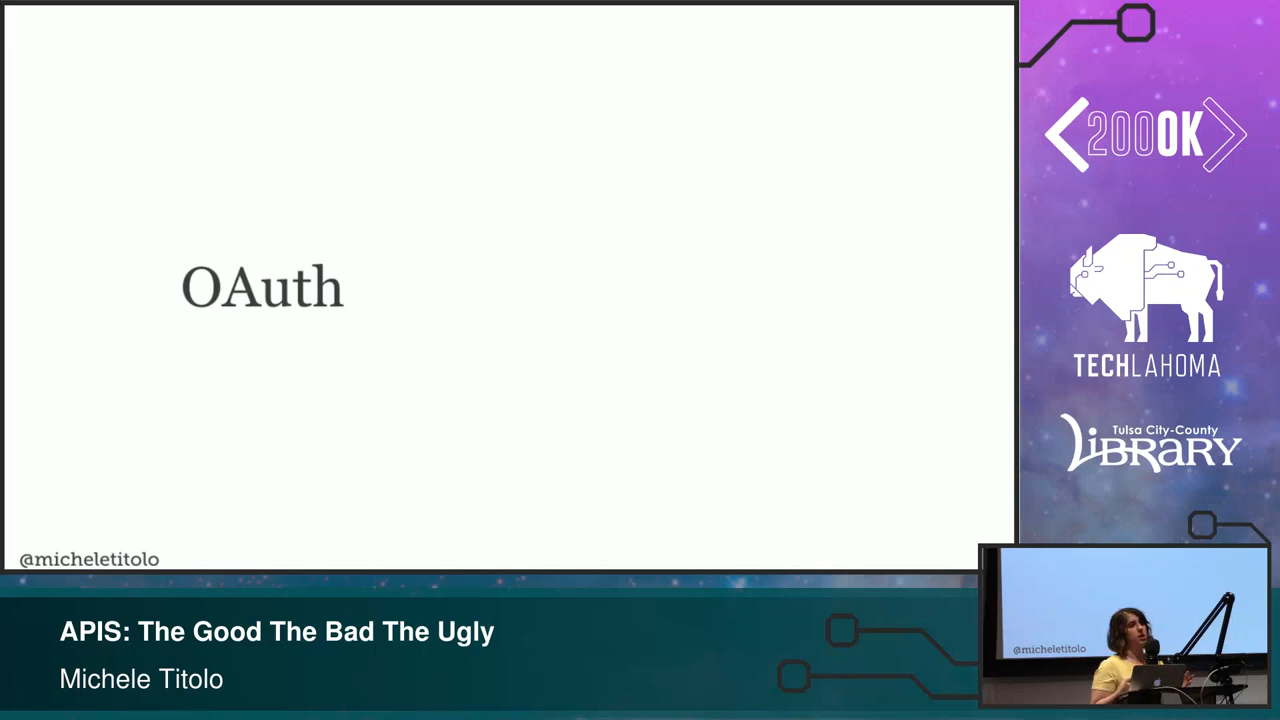 OAuth
@micheletitolo
<200OK>
TECHLAHOMA
Tulsa City-County
LIBRARY
APIS: The Good The Bad The Ugly
Michele Titolo
@micheletitolo